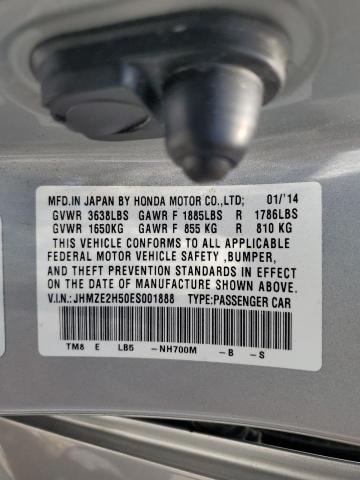 MFD.IN JAPAN BY HONDA MOTOR CO.,LTD; 01/'14
GVWR 3638LBS GAWR F 1885LBS R 1786LBS
GVWR 1650KG GAWR F 855 KG R 810 KG
THIS VEHICLE CONFORMS TO ALL APPLICABLE
FEDERAL MOTOR VEHICLE SAFETY ,BUMPER,
AND THEFT PREVENTION STANDARDS IN EFFECT
ON THE DATE OF MANUFACTURE SHOWN ABOVE.
V.I.N.: JHMZE2H50ES001888 TYPE:PASSENGER CAR
TM8 E LB5 -NH700M -B -S